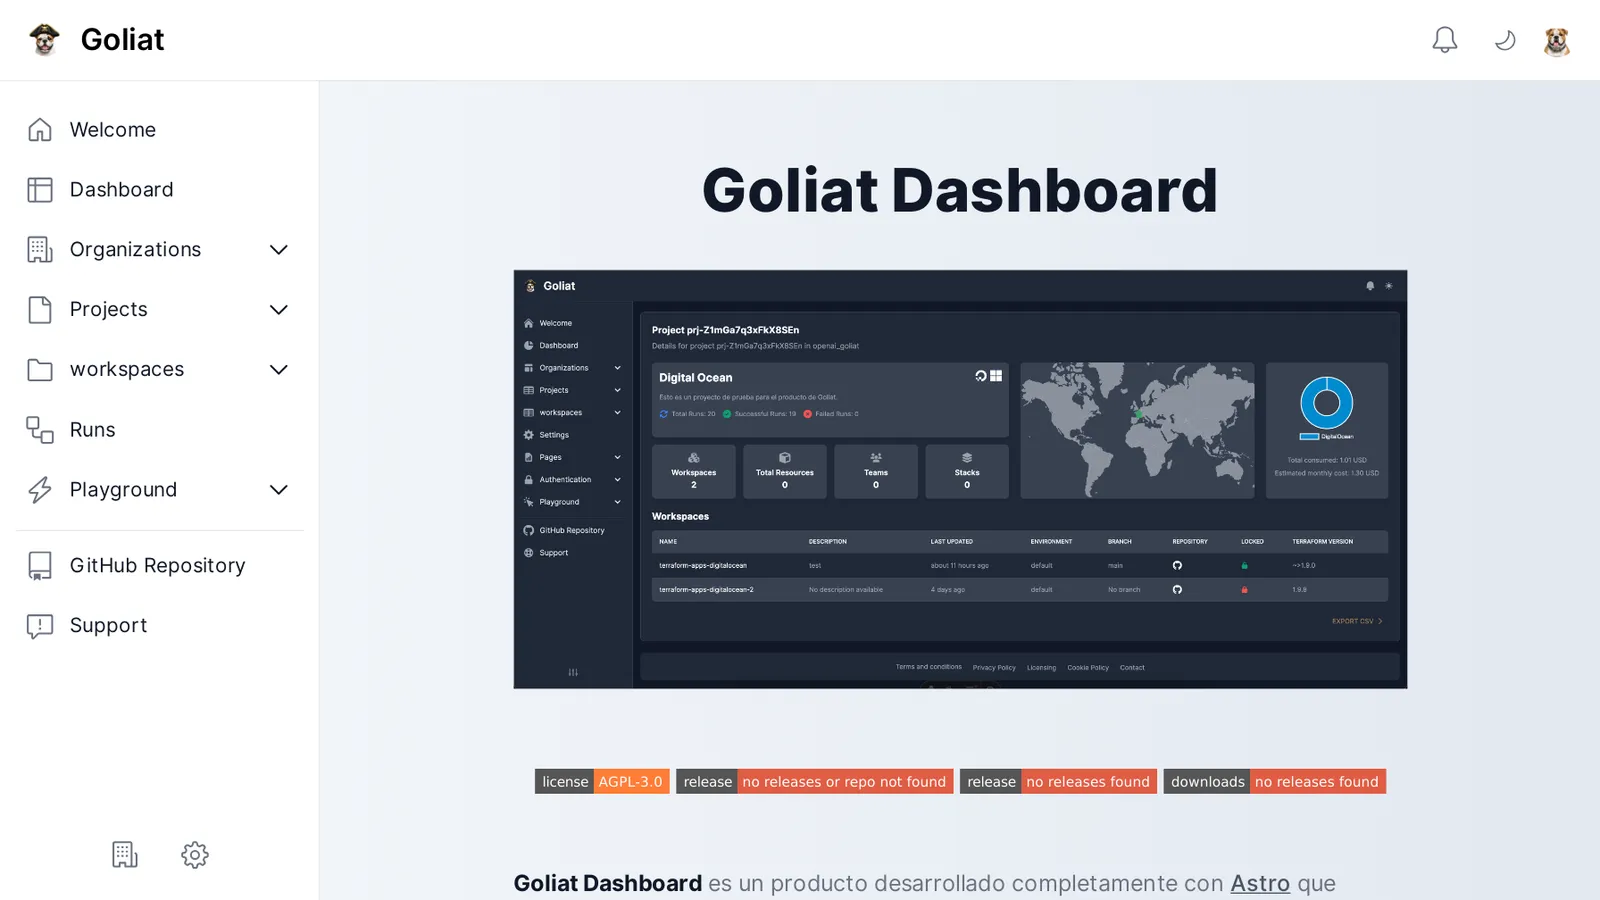 Goliat
Welcome
Dashboard
Organizations
Projects
workspaces
Runs
Playground
GitHub Repository
Support
Goliat Dashboard
Goliat
Welcome
Dashboard
Organizations
Projects
workspaces
Settings
Pages
Authentication
Playground
GitHub Repository
Support
Project prj-Z1mGa7q3xFkX8SEn
Details for project prj-Z1mGa7q3xFkX8SEn in openai_goliat
Digital Ocean
Esto es un proyecto de prueba para el producto de Goliat.
Total Runs: 20 Successful Runs: 19 Failed Runs: 0
Workspaces
2
Total Resources
0
Teams
0
Stacks
0
DigitalOcean
Total consumed: 1.01 USD
Estimated monthly cost: 1.30 USD
Workspaces
NAME DESCRIPTION LAST UPDATED ENVIRONMENT BRANCH REPOSITORY LOCKED TERRAFORM VERSION
terraform-apps-digitalocean test about 11 hours ago default main ~>1.9.0
terraform-apps-digitalocean-2 No description available 4 days ago default No branch 1.9.8
EXPORT CSV
Terms and conditions Privacy Policy Licensing Cookie Policy Contact
license AGPL-3.0 release no releases or repo not found release no releases found downloads no releases found
Goliat Dashboard es un producto desarrollado completamente con Astro que